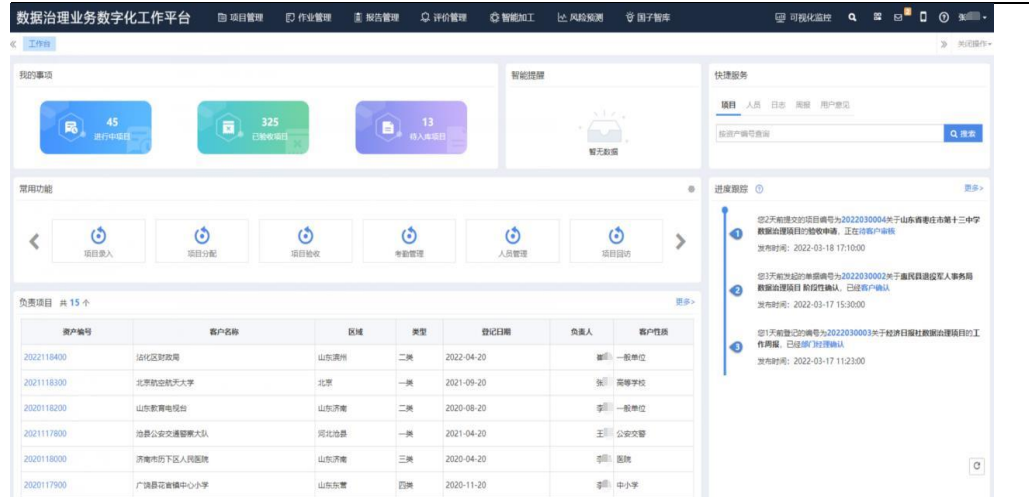 数据治理业务数字化工作平台 项目管理 作业管理 报告管理 评价管理 智能加工 风险预测 国子智库 可视化监控 张
工作台 关闭操作
我的事项
45
进行中项目
325
已验收项目
13
待入库项目
智能提醒
暂无数据
快捷服务
项目 人员 日志 周报 用户意见
按资产编号查询 搜索
常用功能
项目录入 项目分配 项目验收 考勤管理 人员管理 项目回访
进度跟踪 更多>
1 您2天前提交的项目编号为2022030004关于山东省枣庄市第十三中学
数据治理项目的验收申请，正在待客户审核
发布时间：2022-03-18 17:10:00
2 您3天前发起的单据编号为2022030002关于惠民县退役军人事务局
数据治理项目 阶段性确认，已经客户确认
发布时间：2022-03-17 15:30:00
3 您1天前登记的编号为2022030003关于经济日报社数据治理项目的工
作周报，已经部门经理确认
发布时间：2022-03-17 11:23:00
负责项目 共 15 个 更多>
资产编号 客户名称 区域 类型 登记日期 负责人 客户性质
2022118400 沾化区财政局 山东滨州 二类 2022-04-20 崔 一般单位
2021118300 北京航空航天大学 北京 一类 2021-09-20 张 高等学校
2020118200 山东教育电视台 山东济南 二类 2020-08-20 李 一般单位
2021117800 沧县公安交通警察大队 河北沧县 一类 2021-04-20 王 公安交警
2020118000 济南市历下区人民医院 山东济南 三类 2020-04-20 李 医院
2020117900 广饶县花官镇中心小学 山东东营 四类 2020-11-20 李 中小学